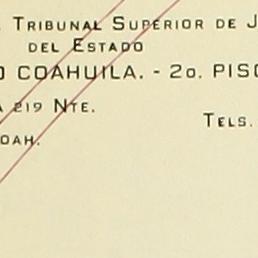 . Tribunal Superior de J
del Estado
O COAHUILA. - 2o. PISO
A 219 Nte.
Tels.
oah.